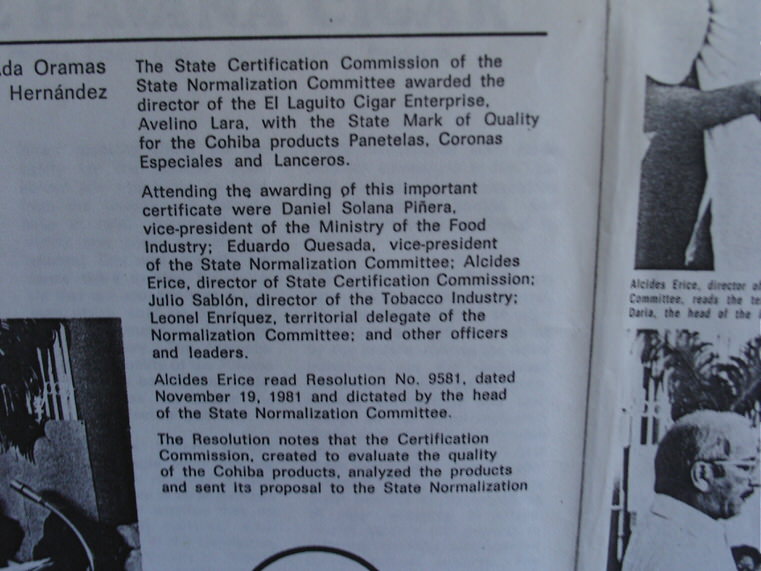 da Oramas
Hernández
The State Certification Commission of the
State Normalization Committee awarded the
director of the El Laguito Cigar Enterprise,
Avelino Lara, with the State Mark of Quality
for the Cohiba products Panetelas, Coronas
Especiales and Lanceros.
Attending the awarding of this important
certificate were Daniel Solana Piñera,
vice-president of the Ministry of the Food
Industry; Eduardo Quesada, vice-president
of the State Normalization Committee; Alcides
Erice, director of State Certification Commission;
Julio Sablón, director of the Tobacco Industry;
Leonel Enríquez, territorial delegate of the
Normalization Committee; and other officers
and leaders.
Alcides Erice read Resolution No. 9581, dated
November 19, 1981 and dictated by the head
of the State Normalization Committee.
The Resolution notes that the Certification
Commission, created to evaluate the quality
of the Cohiba products, analyzed the products
and sent its proposal to the State Normalization
Alcides Erice, director of
Committee, reads the te
Daria, the head of the